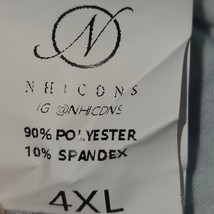 N
NHICONS
IG @NHICONS
90% POLYESTER
10% SPANDEX
4XL